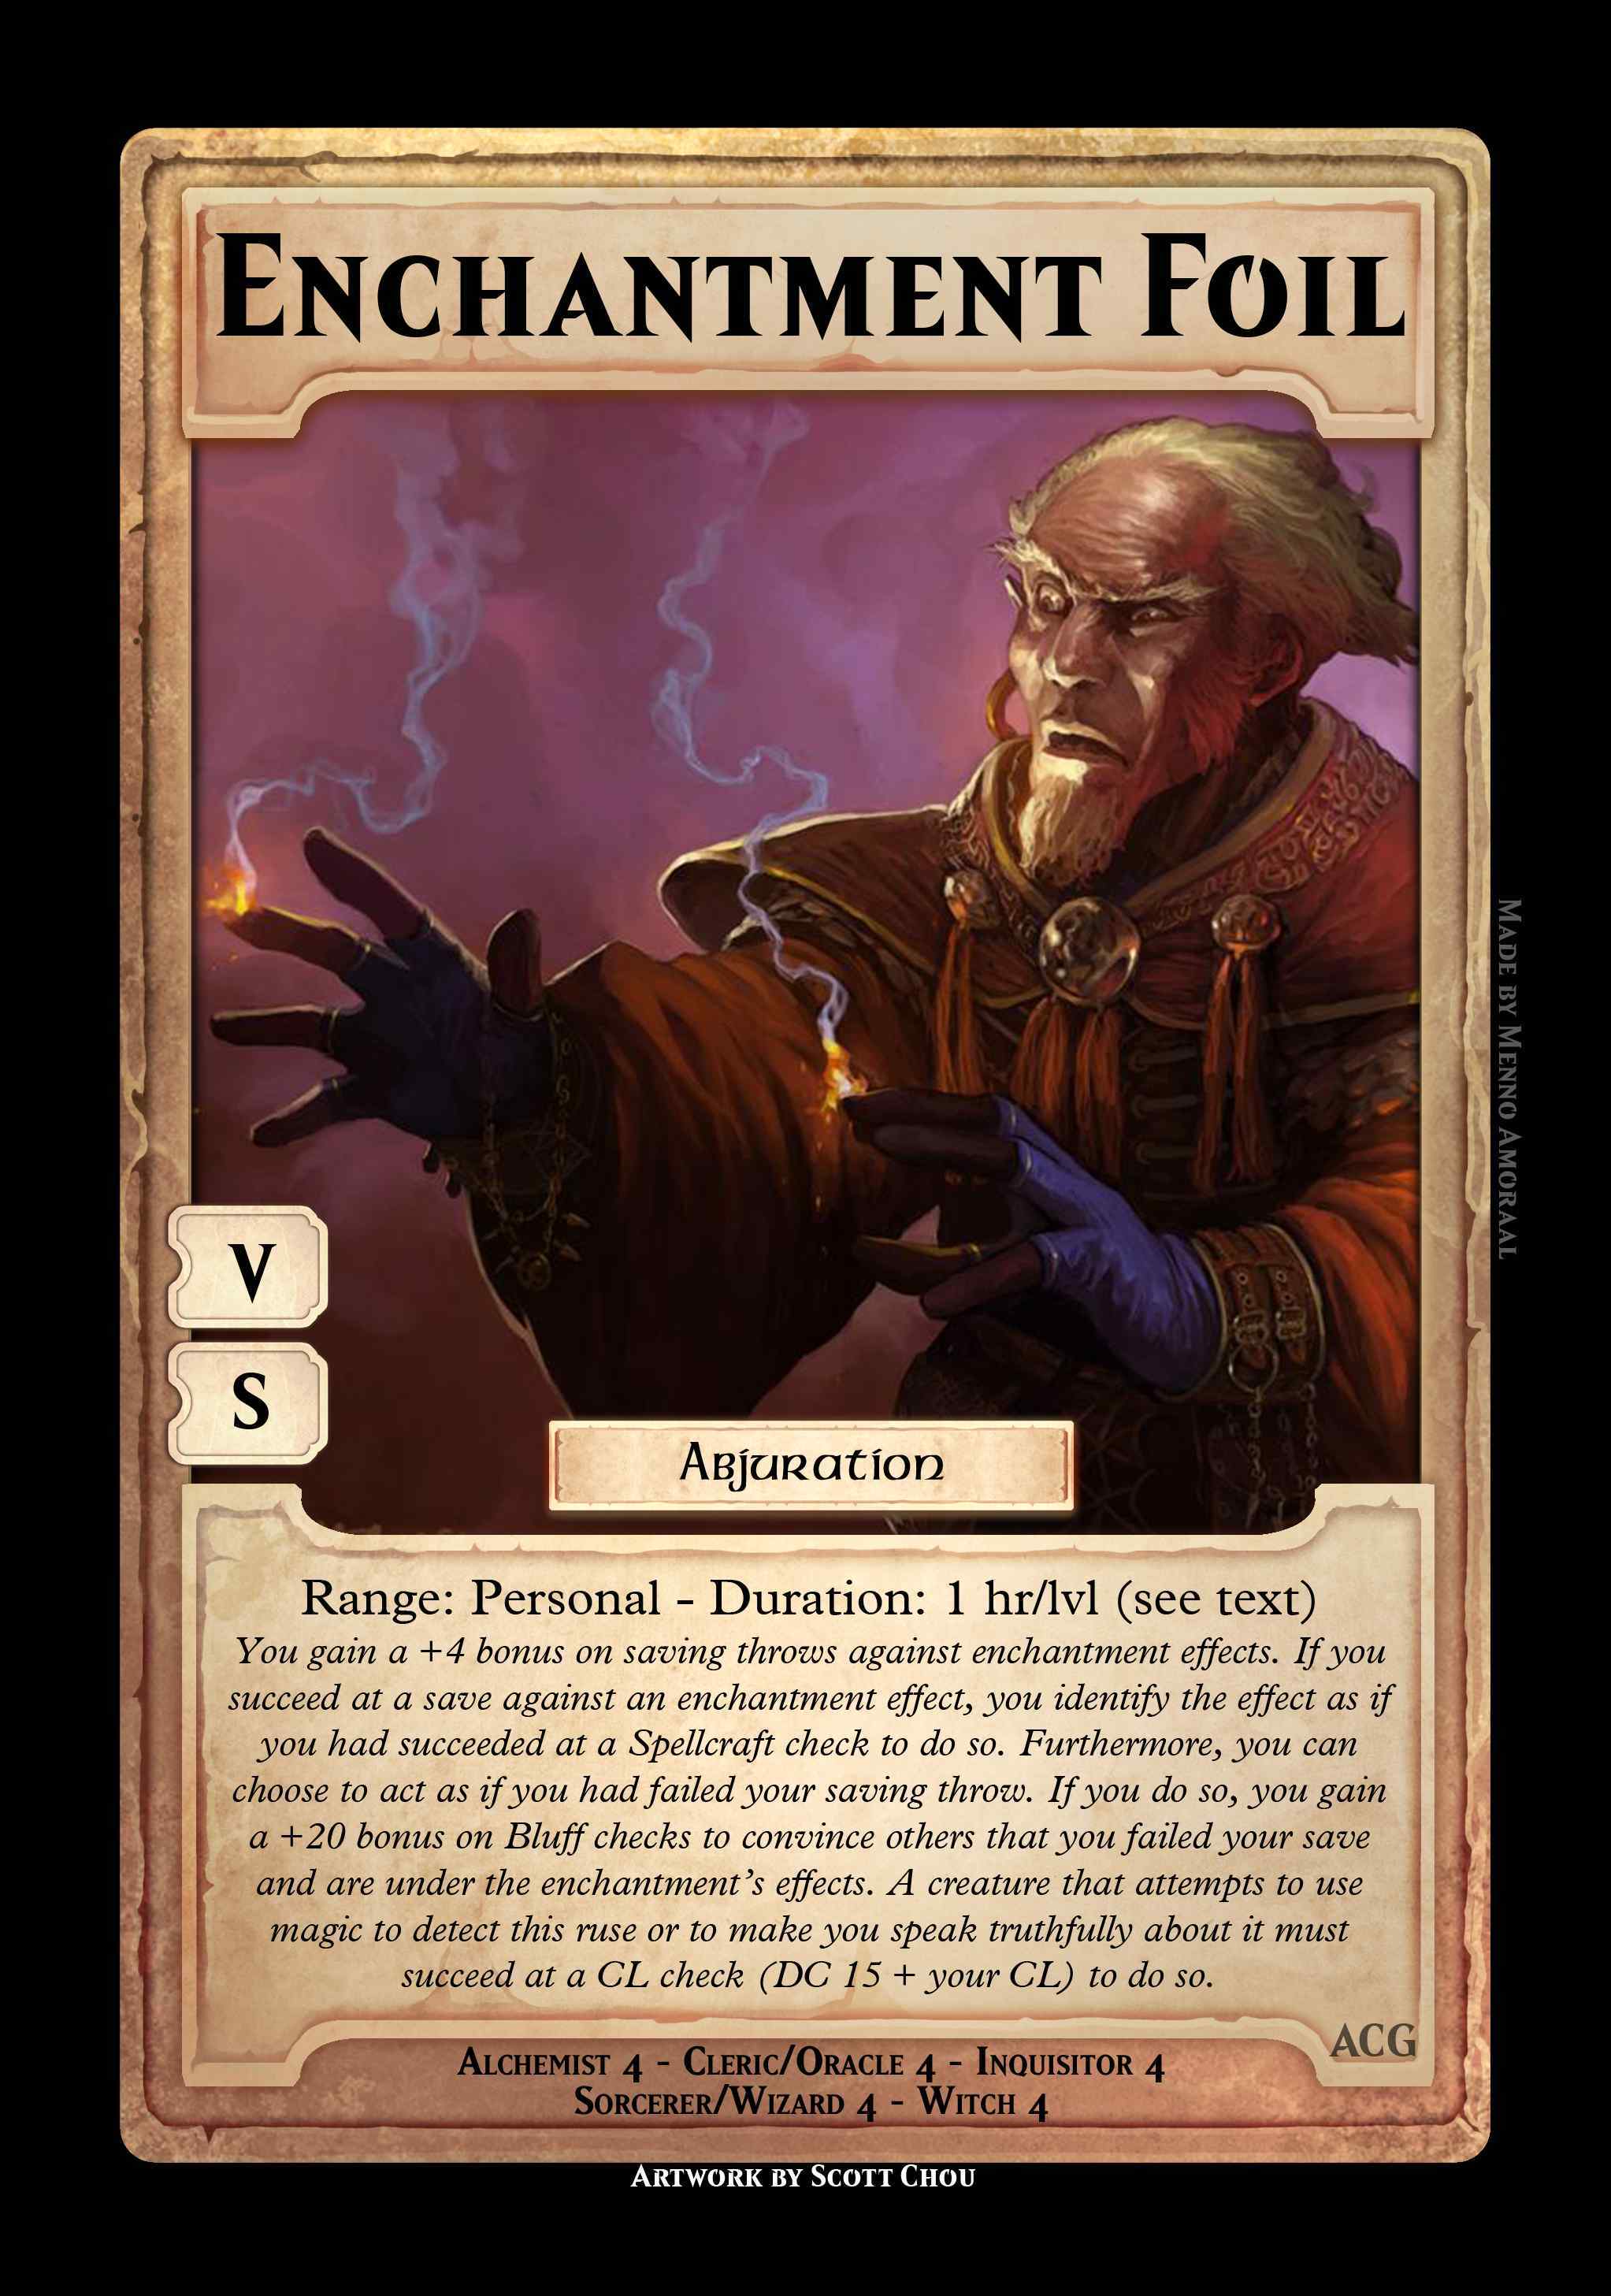 Enchantment Foil
V
S
Abjuration
Range: Personal - Duration: 1 hr/lvl (see text)
You gain a +4 bonus on saving throws against enchantment effects. If you
succeed at a save against an enchantment effect, you identify the effect as if
you had succeeded at a Spellcraft check to do so. Furthermore, you can
choose to act as if you had failed your saving throw. If you do so, you gain
a +20 bonus on Bluff checks to convince others that you failed your save
and are under the enchantment's effects. A creature that attempts to use
magic to detect this ruse or to make you speak truthfully about it must
succeed at a CL check (DC 15 + your CL) to do so.
ACG
Alchemist 4 - Cleric/Oracle 4 - Inquisitor 4
Sorcerer/Wizard 4 - Witch 4
Artwork by Scott Chou
Made by Menno Amoraal